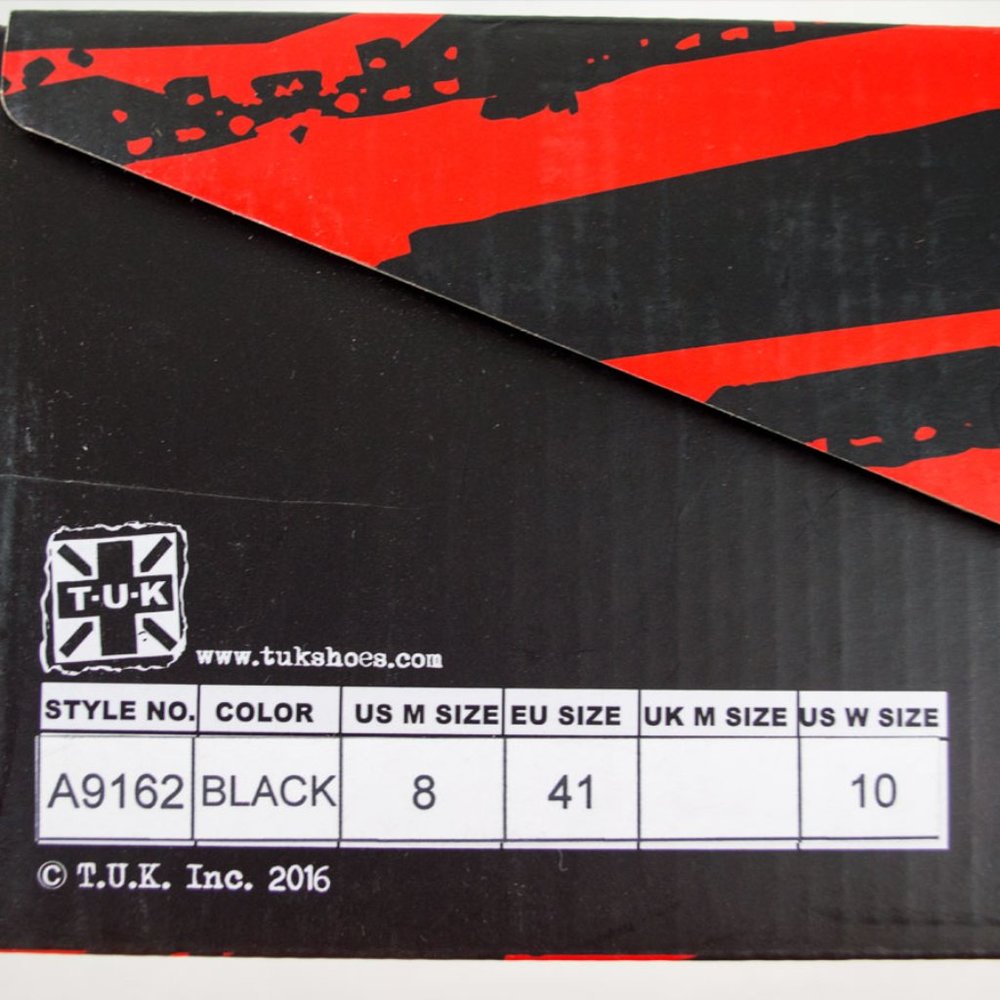 T-U-K
www.tukshoes.com
STYLE NO. COLOR US M SIZE EU SIZE UK M SIZE US W SIZE
A9162 BLACK 8 41 10
© T.U.K. Inc. 2016